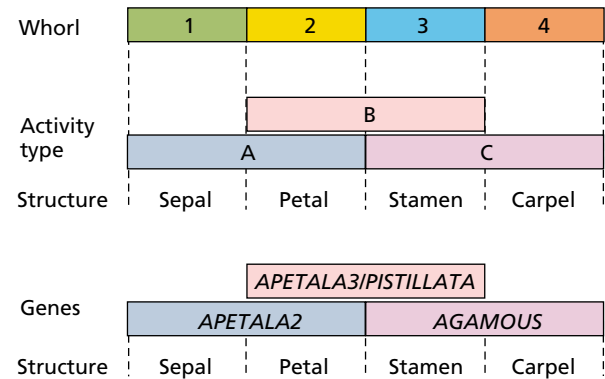 Whorl 1 2 3 4
B
Activity
type
A C
Structure Sepal Petal Stamen Carpel
APETALA3/PISTILLATA
Genes
APETALA2 AGAMOUS
Structure Sepal Petal Stamen Carpel